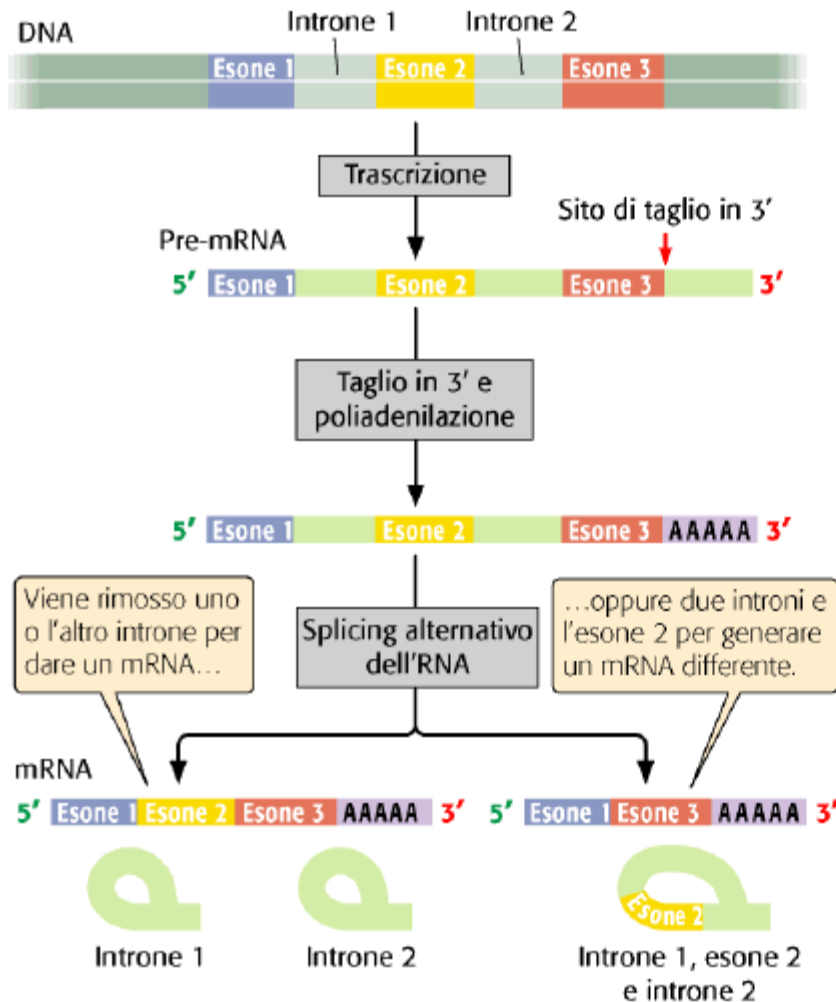 DNA
Introne 1
Introne 2
Esone 1
Esone 2
Esone 3
Trascrizione
Sito di taglio in 3′
Pre-mRNA
5′ Esone 1 Esone 2 Esone 3 3′
Taglio in 3′ e
poliadenilazione
5′ Esone 1 Esone 2 Esone 3 AAAAA 3′
Viene rimosso uno
o l'altro introne per
dare un mRNA…
Splicing alternativo
dell'RNA
…oppure due introni e
l'esone 2 per generare
un mRNA differente.
mRNA
5′ Esone 1 Esone 2 Esone 3 AAAAA 3′
5′ Esone 1 Esone 3 AAAAA 3′
Introne 1
Introne 2
Esone 2
Introne 1, esone 2
e introne 2